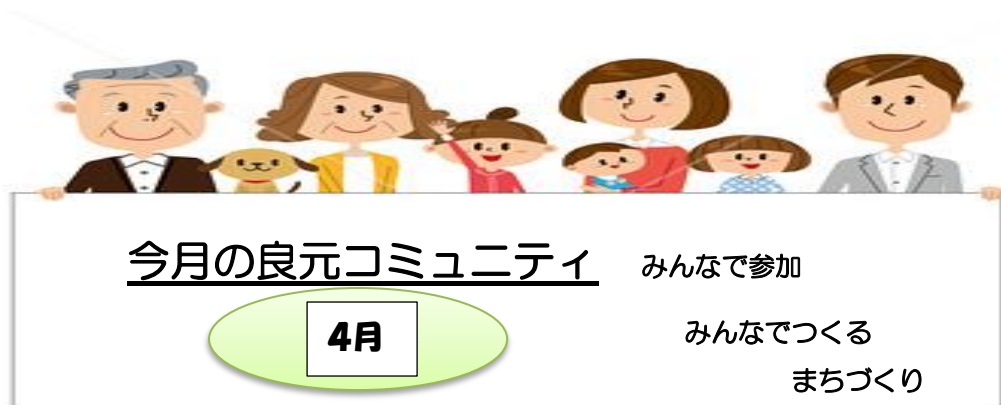 今月の良元コミュニティ　みんなで参加
4月
みんなでつくる
まちづくり